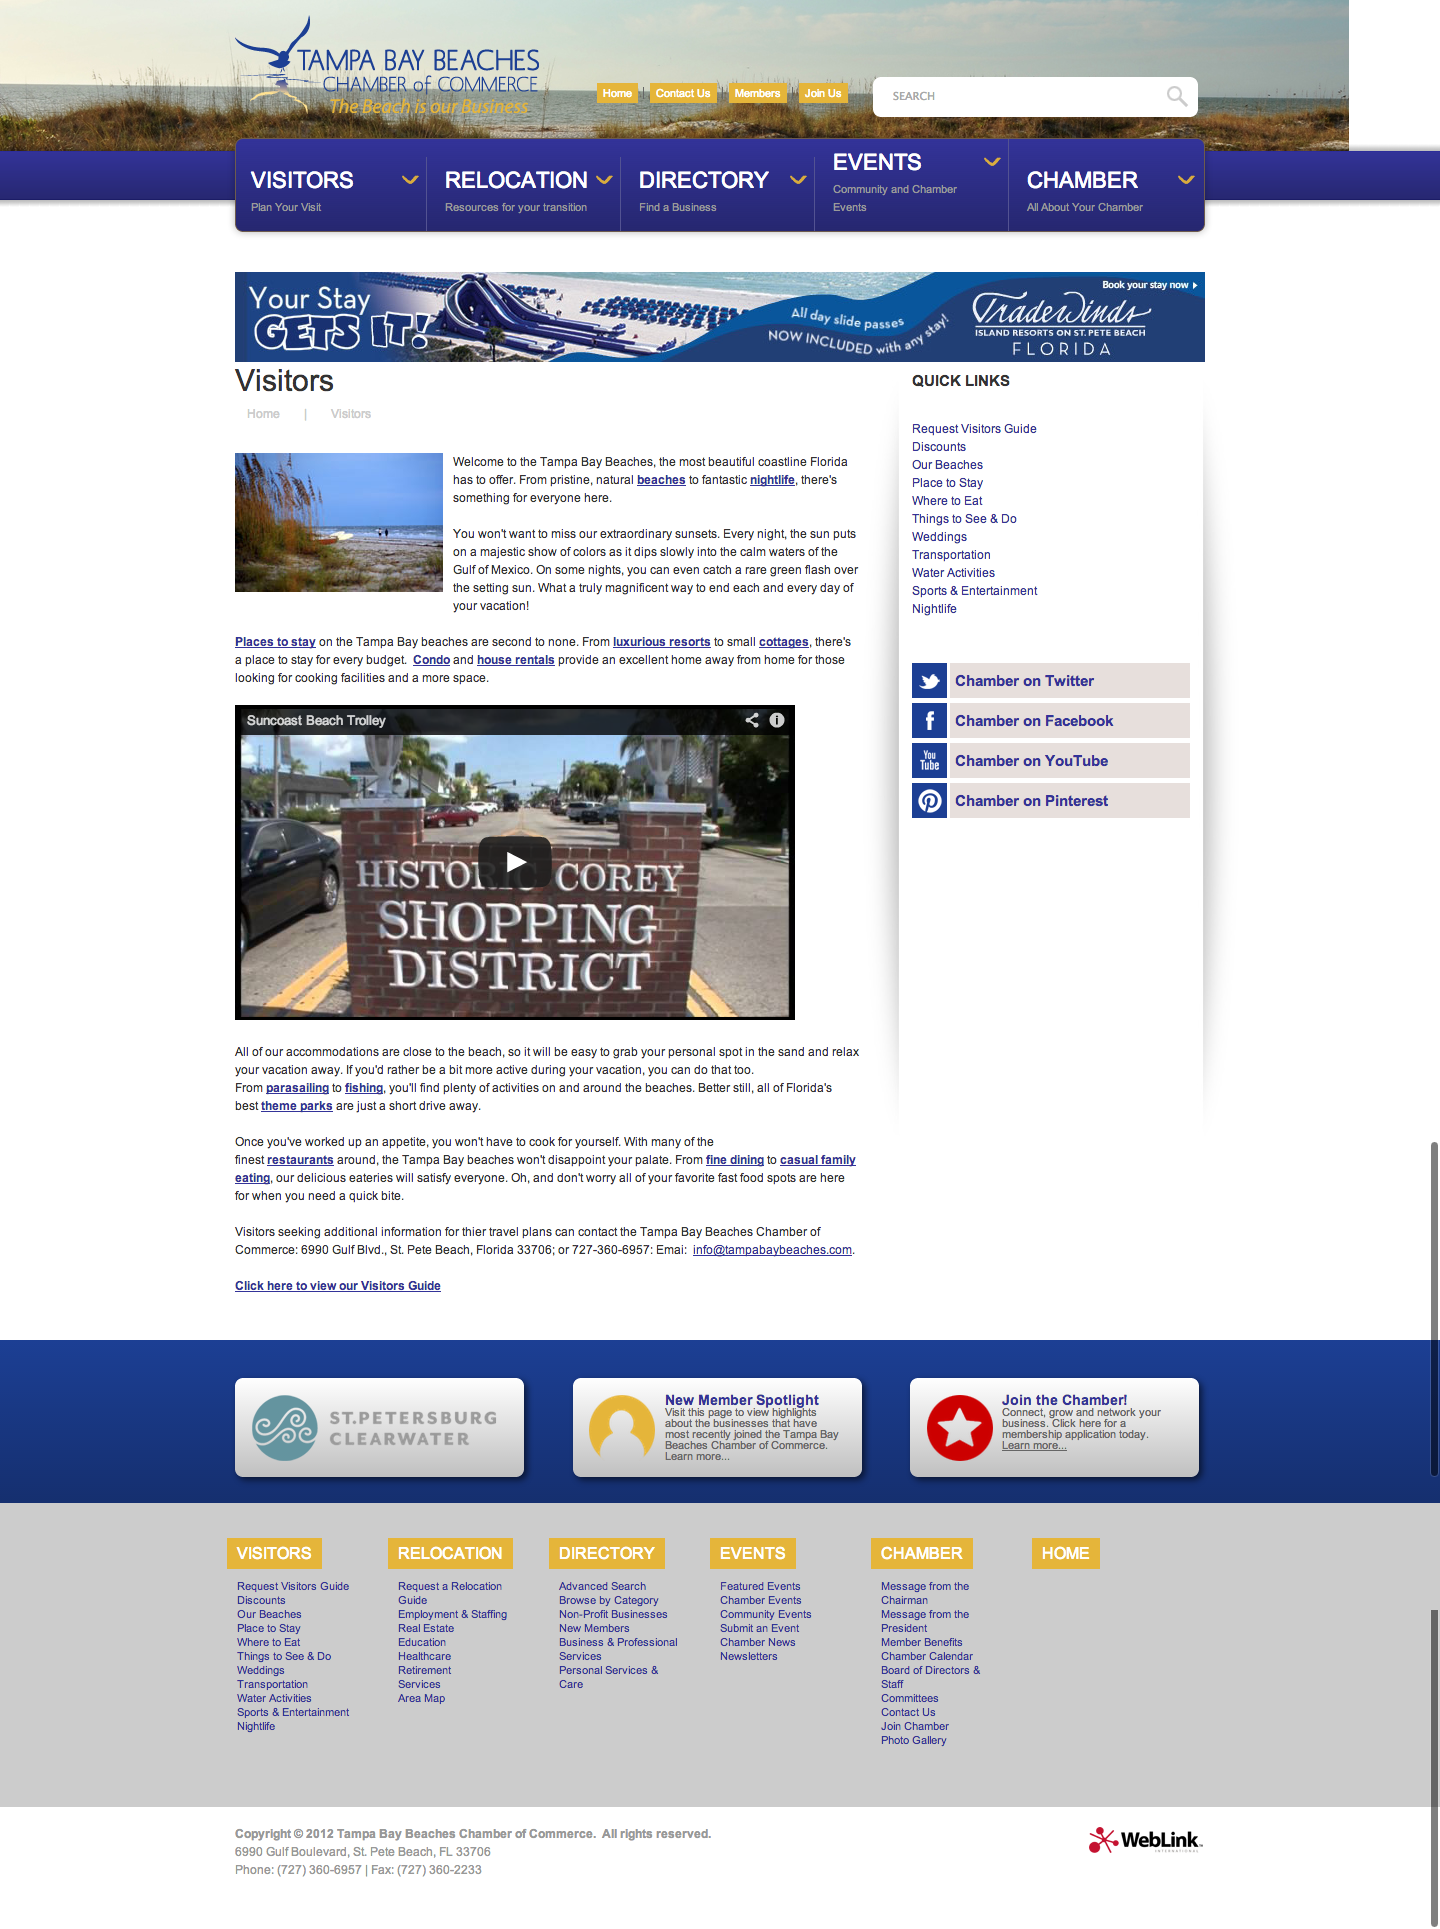 TAMPA BAY BEACHES
CHAMBER of COMMERCE
The Beach is our Business
Home
Contact Us
Members
Join Us
SEARCH
VISITORS
Plan Your Visit
RELOCATION
Resources for your transition
DIRECTORY
Find a Business
EVENTS
Community and Chamber
Events
CHAMBER
All About Your Chamber
Your Stay
GETS IT!
All day slide passes
NOW INCLUDED with any stay!
Book your stay now
TradeWinds
ISLAND RESORTS ON ST. PETE BEACH
FLORIDA
Visitors
Home | Visitors
Welcome to the Tampa Bay Beaches, the most beautiful coastline Florida
has to offer. From pristine, natural beaches to fantastic nightlife, there's
something for everyone here.
You won't want to miss our extraordinary sunsets. Every night, the sun puts
on a majestic show of colors as it dips slowly into the calm waters of the
Gulf of Mexico. On some nights, you can even catch a rare green flash over
the setting sun. What a truly magnificent way to end each and every day of
your vacation!
Places to stay on the Tampa Bay beaches are second to none. From luxurious resorts to small cottages, there's
a place to stay for every budget. Condo and house rentals provide an excellent home away from home for those
looking for cooking facilities and a more space.
Suncoast Beach Trolley
HISTORIC COREY
SHOPPING
DISTRICT
All of our accommodations are close to the beach, so it will be easy to grab your personal spot in the sand and relax
your vacation away. If you'd rather be a bit more active during your vacation, you can do that too.
From parasailing to fishing, you'll find plenty of activities on and around the beaches. Better still, all of Florida's
best theme parks are just a short drive away.
Once you've worked up an appetite, you won't have to cook for yourself. With many of the
finest restaurants around, the Tampa Bay beaches won't disappoint your palate. From fine dining to casual family
eating, our delicious eateries will satisfy everyone. Oh, and don't worry all of your favorite fast food spots are here
for when you need a quick bite.
Visitors seeking additional information for thier travel plans can contact the Tampa Bay Beaches Chamber of
Commerce: 6990 Gulf Blvd., St. Pete Beach, Florida 33706; or 727-360-6957: Emai: info@tampabaybeaches.com.
Click here to view our Visitors Guide
QUICK LINKS
Request Visitors Guide
Discounts
Our Beaches
Place to Stay
Where to Eat
Things to See & Do
Weddings
Transportation
Water Activities
Sports & Entertainment
Nightlife
Chamber on Twitter
Chamber on Facebook
You
Tube
Chamber on YouTube
Chamber on Pinterest
ST.PETERSBURG
CLEARWATER
New Member Spotlight
Visit this page to view highlights
about the businesses that have
most recently joined the Tampa Bay
Beaches Chamber of Commerce.
Learn more...
Join the Chamber!
Connect, grow and network your
business. Click here for a
membership application today.
Learn more...
VISITORS
Request Visitors Guide
Discounts
Our Beaches
Place to Stay
Where to Eat
Things to See & Do
Weddings
Transportation
Water Activities
Sports & Entertainment
Nightlife
RELOCATION
Request a Relocation
Guide
Employment & Staffing
Real Estate
Education
Healthcare
Retirement
Services
Area Map
DIRECTORY
Advanced Search
Browse by Category
Non-Profit Businesses
New Members
Business & Professional
Services
Personal Services &
Care
EVENTS
Featured Events
Chamber Events
Community Events
Submit an Event
Chamber News
Newsletters
CHAMBER
Message from the
Chairman
Message from the
President
Member Benefits
Chamber Calendar
Board of Directors &
Staff
Committees
Contact Us
Join Chamber
Photo Gallery
HOME
Copyright © 2012 Tampa Bay Beaches Chamber of Commerce. All rights reserved.
6990 Gulf Boulevard, St. Pete Beach, FL 33706
Phone: (727) 360-6957 | Fax: (727) 360-2233
WebLink
INTERNATIONAL